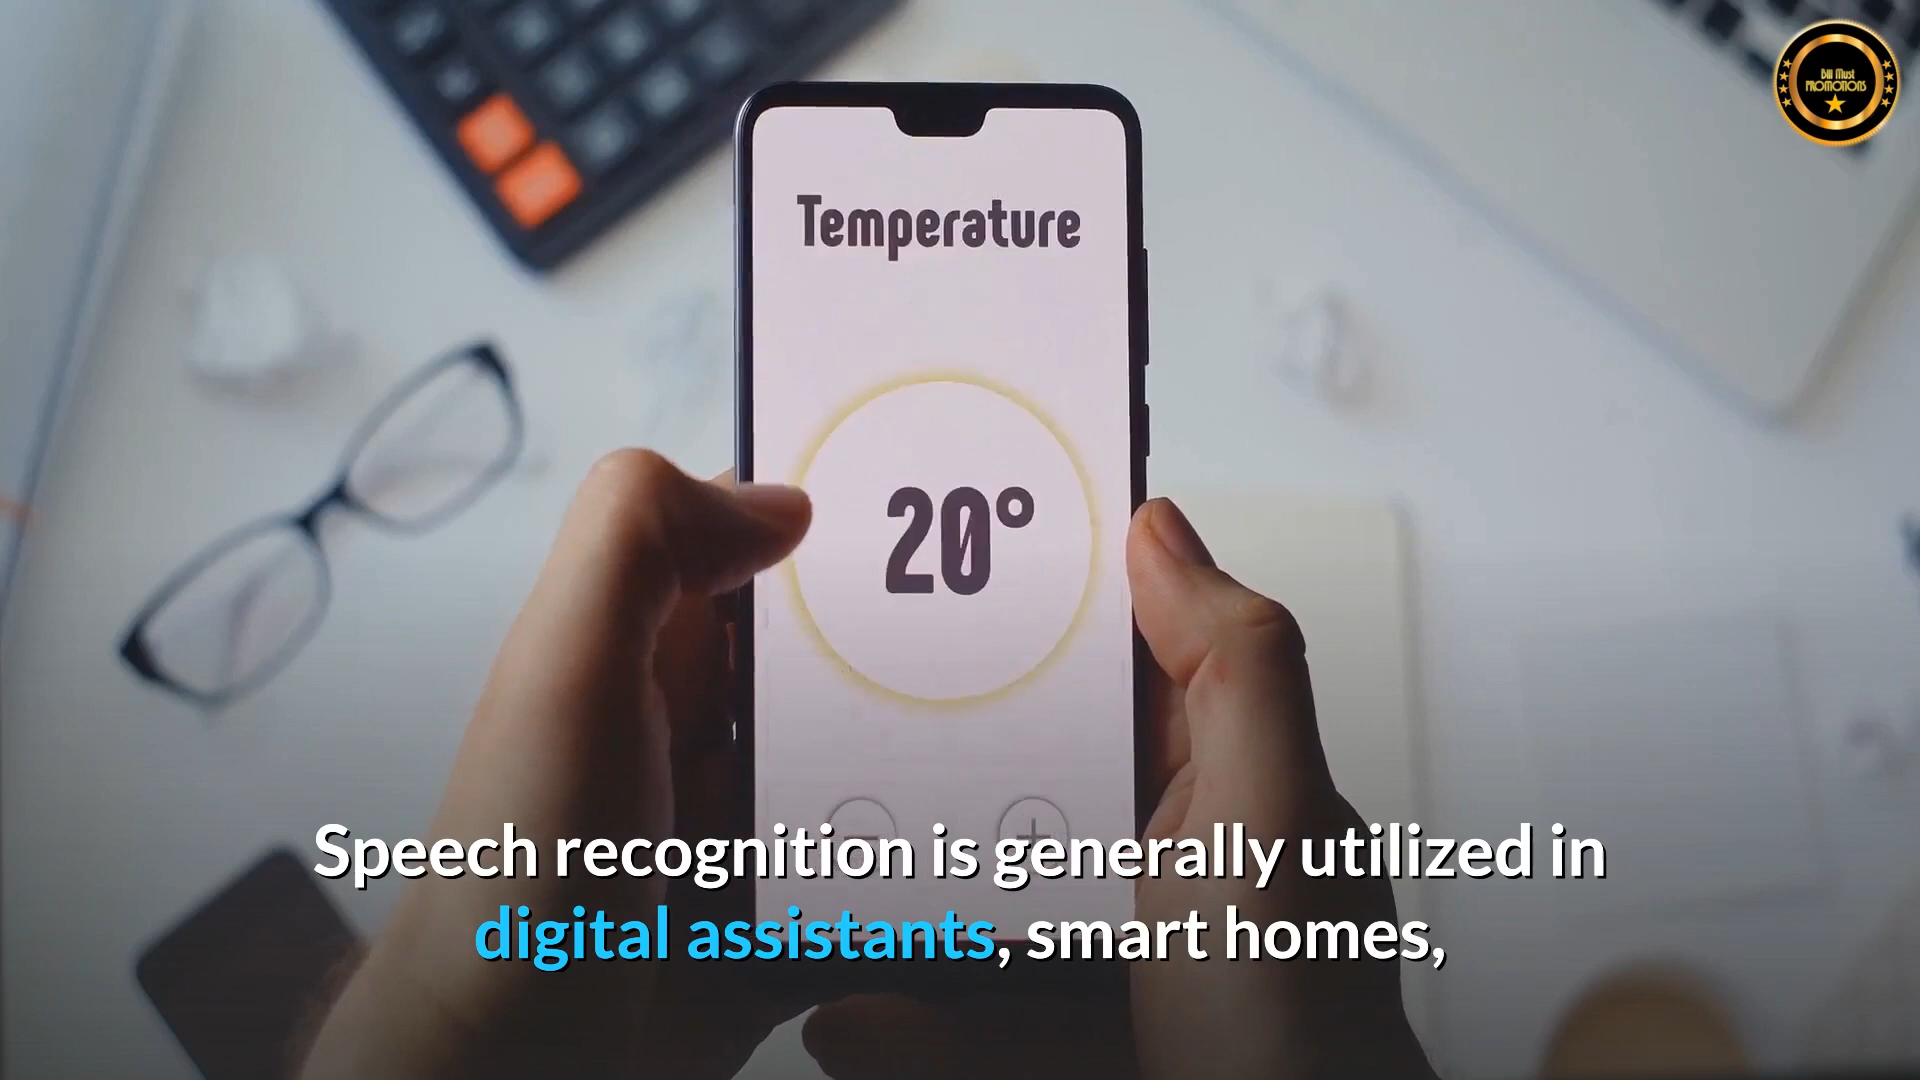 Bill Must
PROMOTIONS
Temperature
20°
Speech recognition is generally utilized in
digital assistants, smart homes,